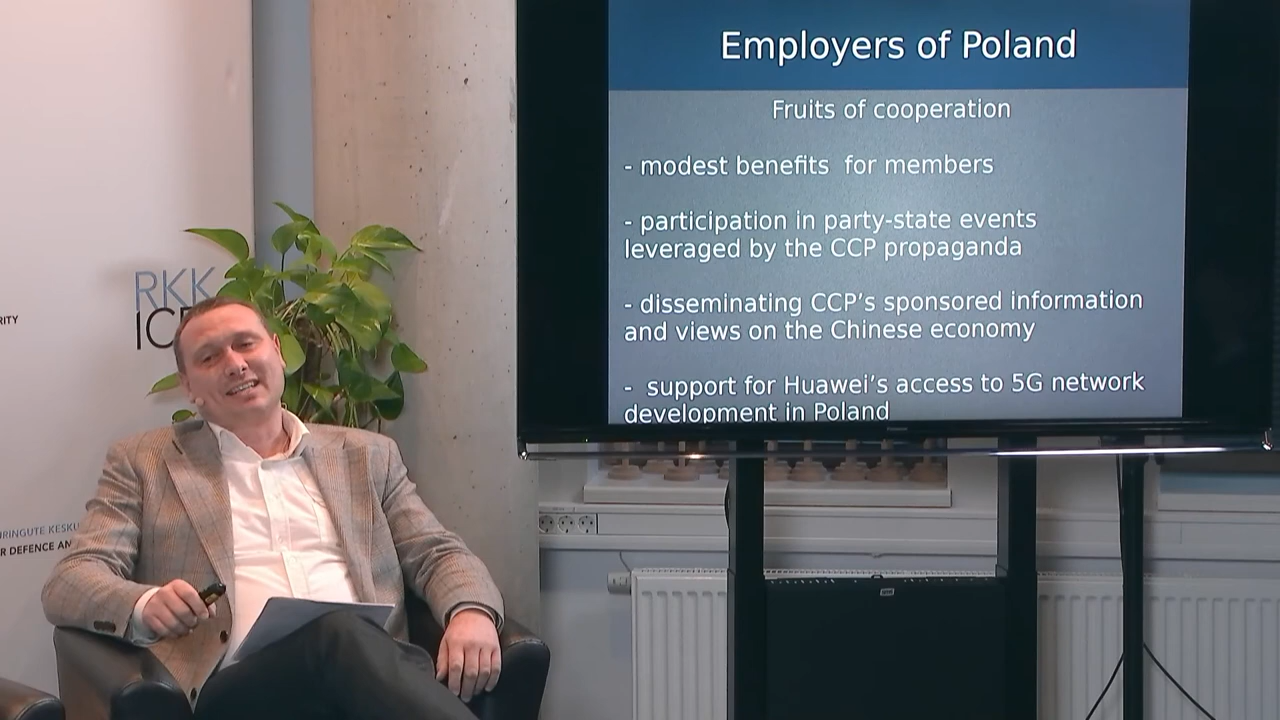 Employers of Poland
Fruits of cooperation
- modest benefits for members
- participation in party-state events
leveraged by the CCP propaganda
- disseminating CCP's sponsored information
and views on the Chinese economy
- support for Huawei's access to 5G network
development in Poland
RKK